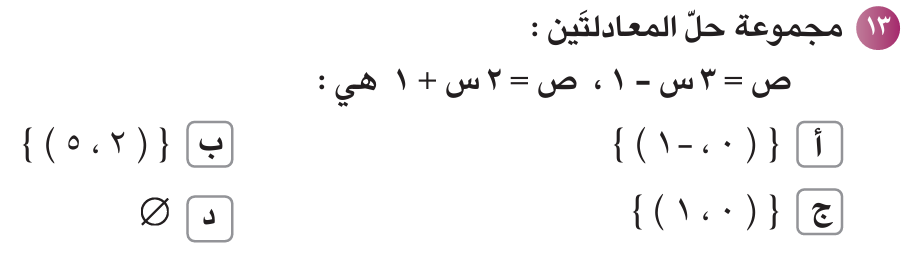 ١٣ مجموعة حلّ المعادلتَين :
ص = ٣ س – ١ ، ص = ٢ س + ١ هي :
أ { ( ٠ ، – ١ ) } ب { ( ٢ ، ٥ ) }
ج { ( ٠ ، ١ ) } د ∅